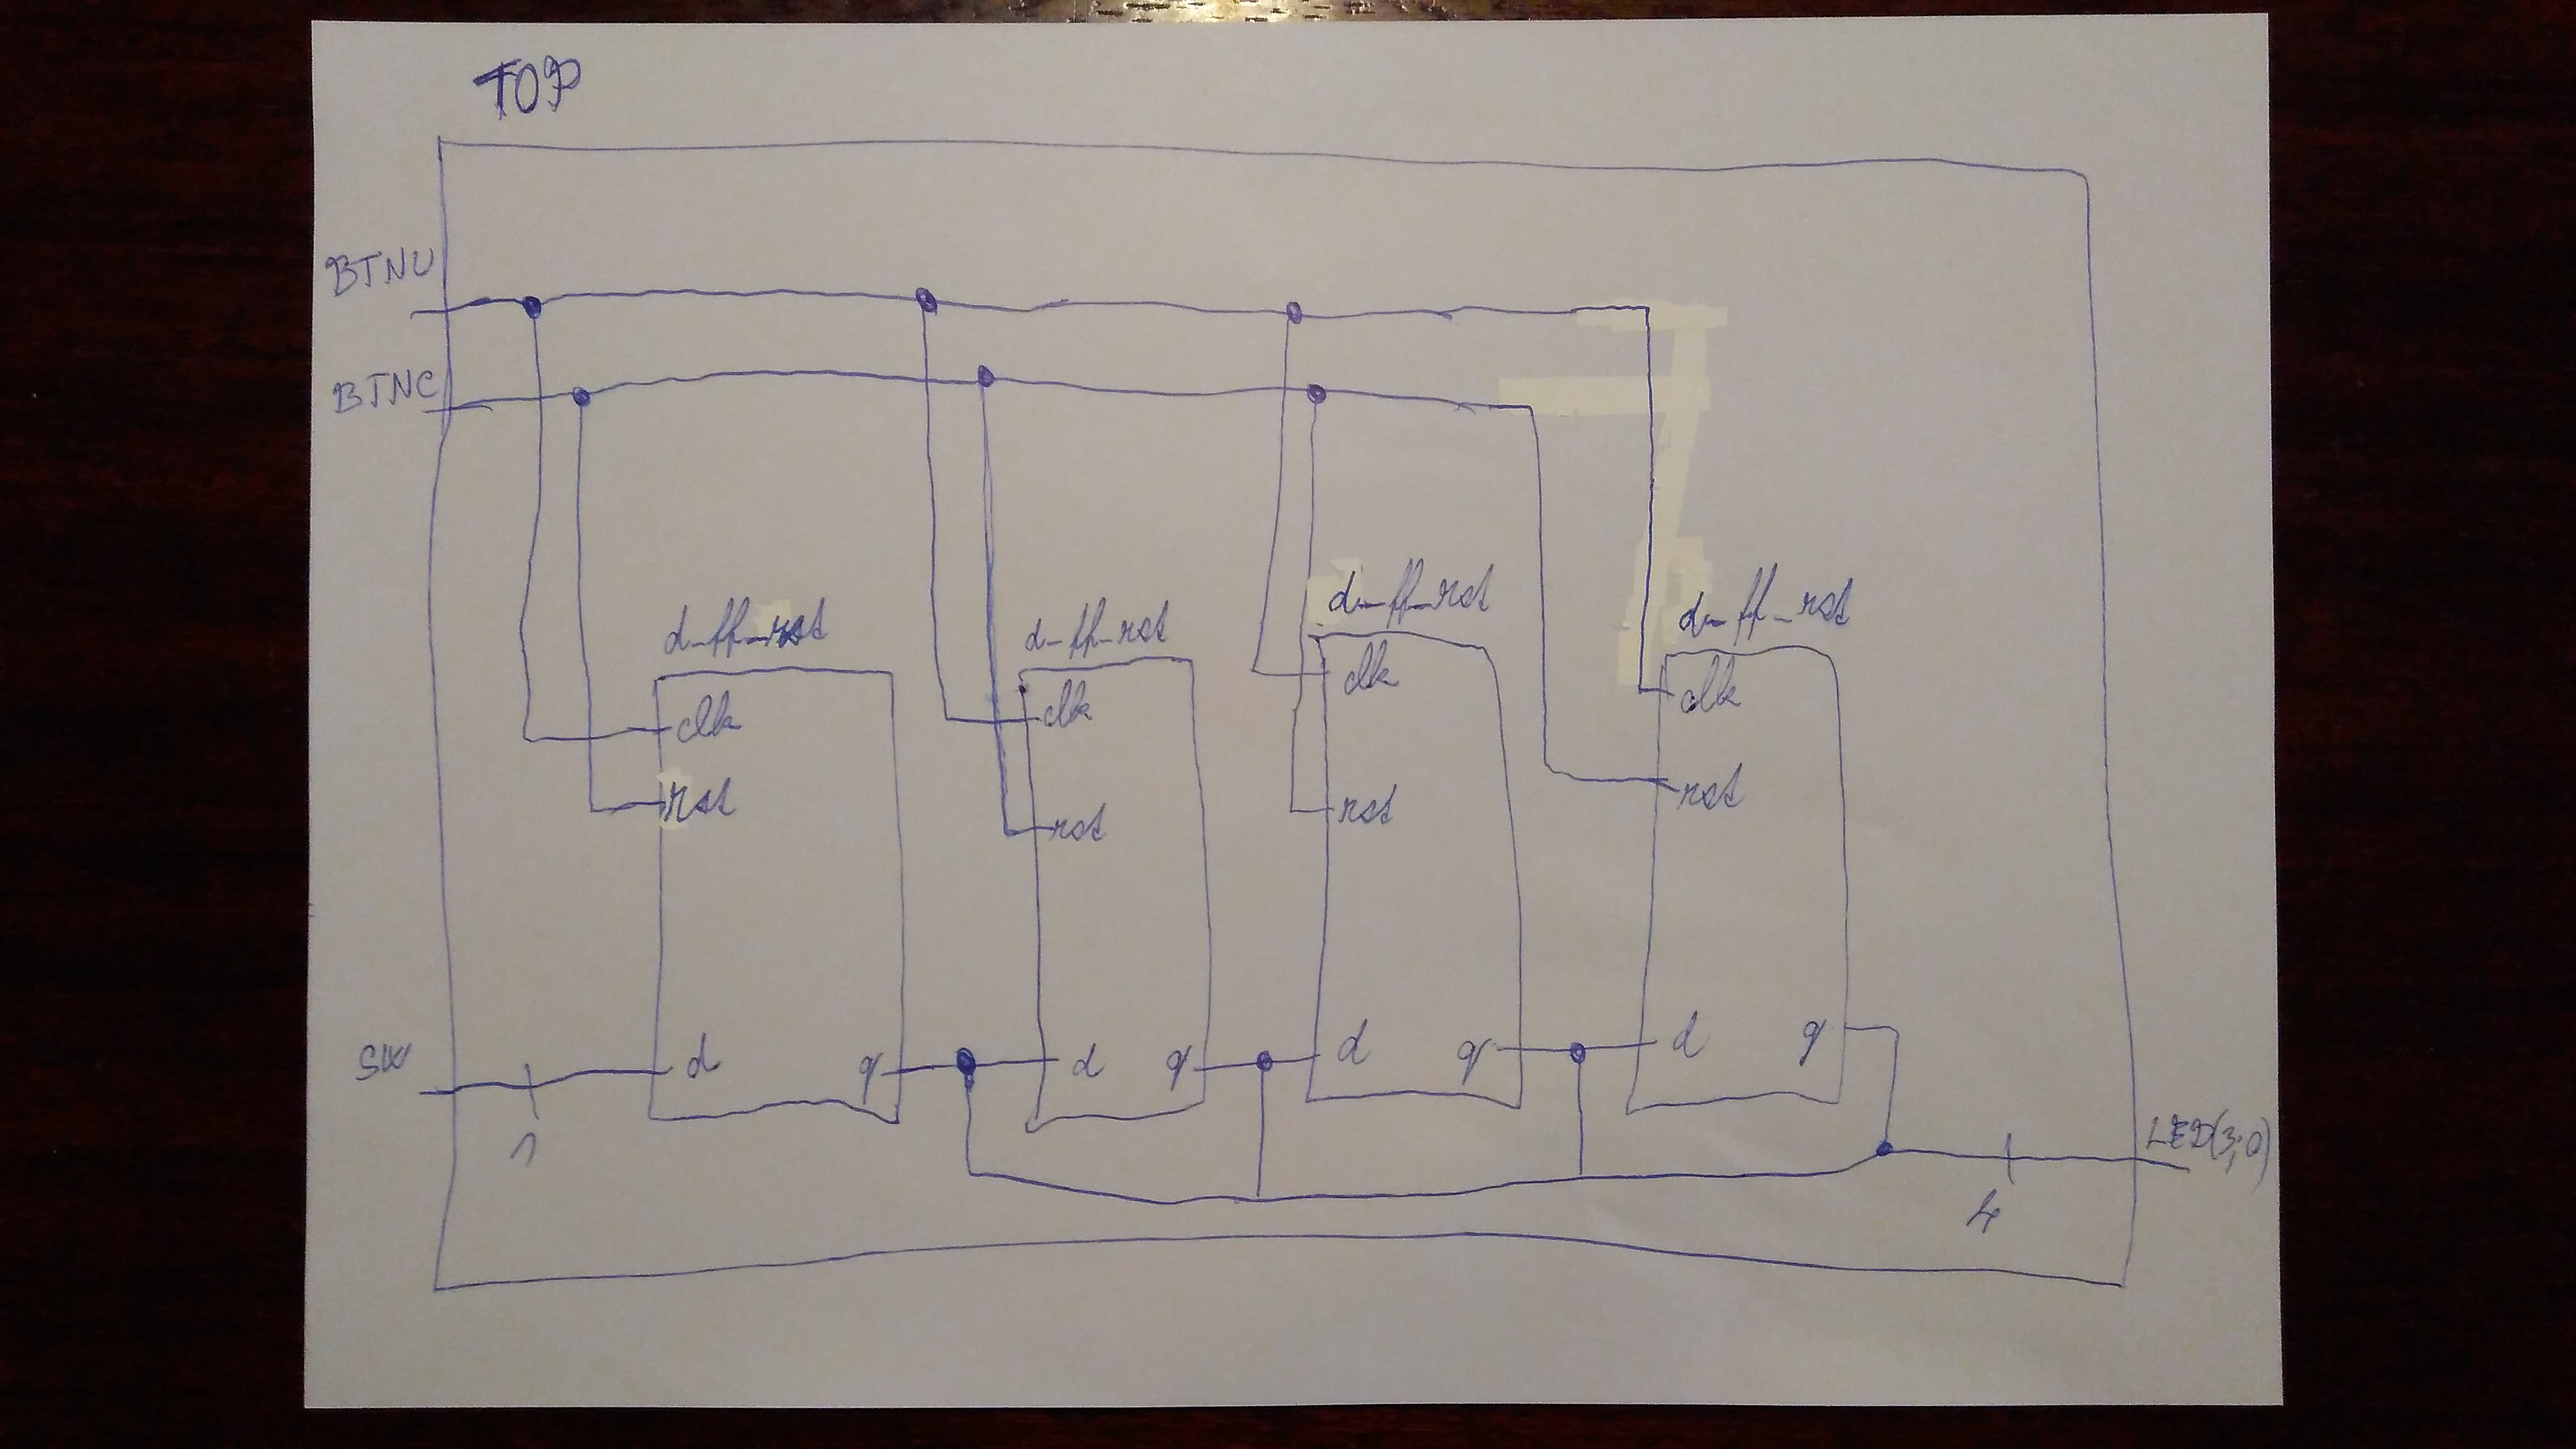 TOP
BTNU
BTNC
d_ff_rst
d_ff_rst
d_ff_rst
d_ff_rst
clk
clk
clk
clk
rst
rst
rst
rst
SW
1
d
q
d
q
d
q
d
q
LED(3:0)
4